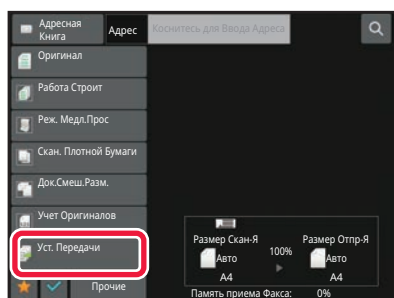 Адресная
Книга
Адрес
Коснитесь для Ввода Адреса
Оригинал
Работа Строит
Реж. Медл.Прос
Скан. Плотной Бумаги
Док.Смеш.Разм.
Учет Оригиналов
Уст. Передачи
Прочие
Размер Скан-Я
100%
Размер Отпр-Я
Авто
Авто
A4
A4
Память приема Факса:
0%